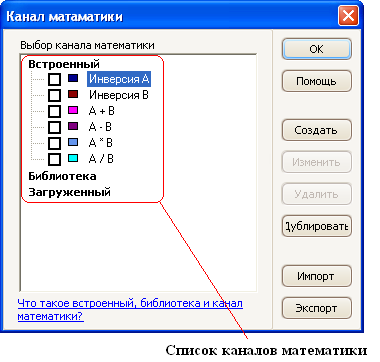 Канал матаматики
Выбор канала математики
Встроенный
Инверсия A
Инверсия B
A + B
A - B
A * B
A / B
Библиотека
Загруженный
Что такое встроенный, библиотека и канал
математики?
OK
Помощь
Создать
Изменить
Удалить
Дублировать
Импорт
Экспорт
Список каналов математики